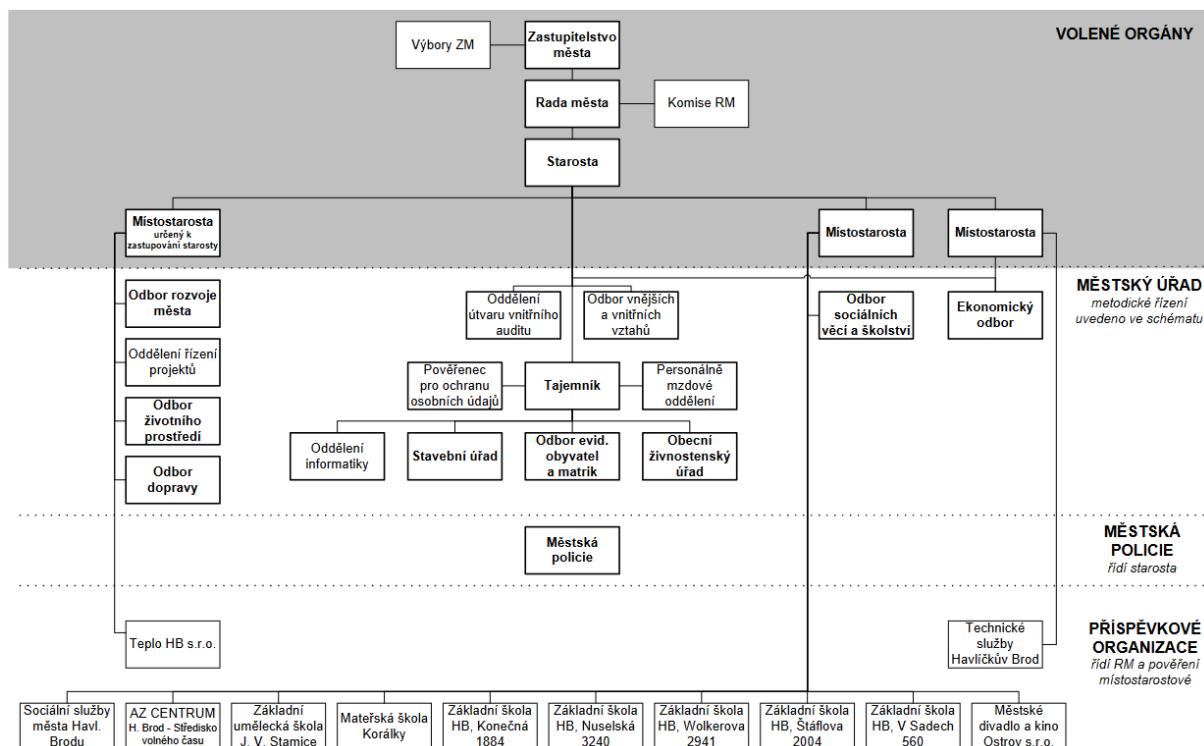 VOLENÉ ORGÁNY
Výbory ZM
Zastupitelstvo
města
Rada města
Komise RM
Starosta
Místostarosta
určený k
zastupování starosty
Místostarosta
Místostarosta
MĚSTSKÝ ÚŘAD
metodické řízení
uvedeno ve schématu
Odbor rozvoje
města
Oddělení
útvaru vnitřního
auditu
Odbor vnějších
a vnitřních
vztahů
Odbor
sociálních
věcí a školství
Ekonomický
odbor
Oddělení řízení
projektů
Pověřenec
pro ochranu
osobních údajů
Tajemník
Personálně
mzdové
oddělení
Odbor
životního
prostředí
Oddělení
informatiky
Stavební úřad
Odbor evid.
obyvatel
a matrik
Obecní
živnostenský
úřad
Odbor
dopravy
Městská
policie
MĚSTSKÁ
POLICIE
řídí starosta
Teplo HB s.r.o.
Technické
služby
Havlíčkův Brod
PŘÍSPĚVKOVÉ
ORGANIZACE
řídí RM a pověření
místostarostové
Sociální služby
města Havl.
Brodu
AZ CENTRUM
H. Brod - Středisko
volného času
Základní
umělecká škola
J. V. Stamice
Mateřská škola
Korálky
Základní škola
HB, Konečná
1884
Základní škola
HB, Nuselská
3240
Základní škola
HB, Wolkerova
2941
Základní škola
HB, Štáflova
2004
Základní škola
HB, V Sadech
560
Městské
divadlo a kino
Ostrov s.r.o.